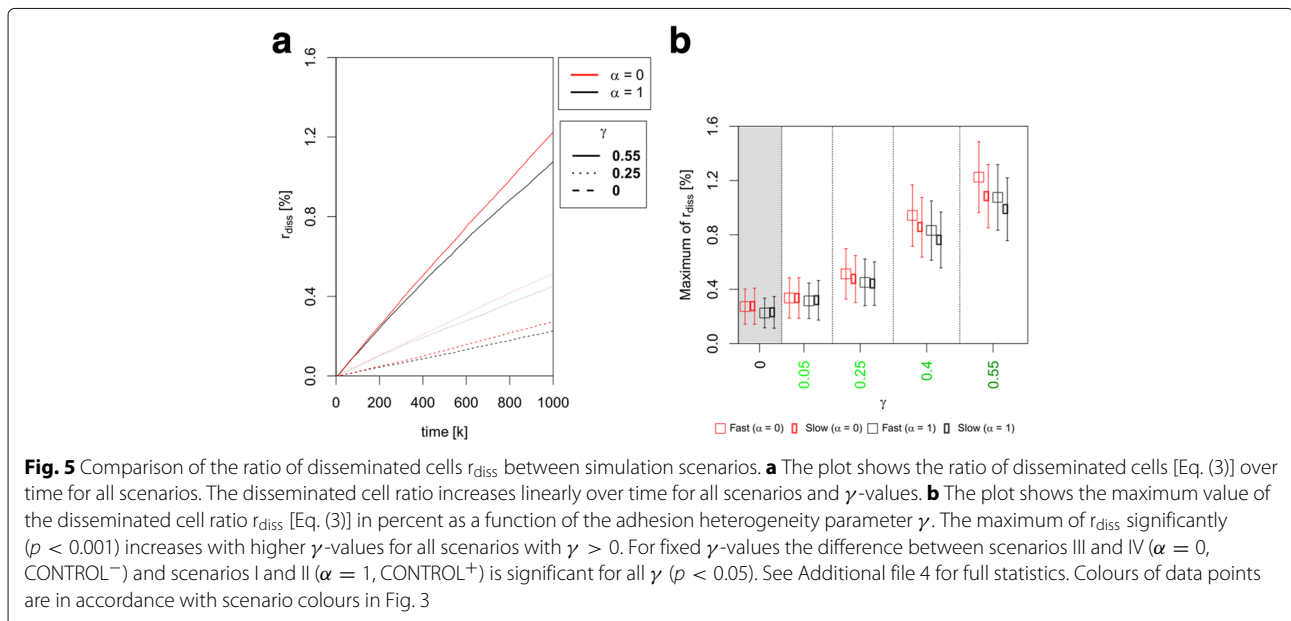 a
b
1.6
1.2
0.8
0.4
0.0
r_diss [%]
0 200 400 600 800 1000
time [k]
α = 0
α = 1
γ
0.55
0.25
0
1.6
1.2
0.8
0.4
0.0
Maximum of r_diss [%]
0 0.05 0.25 0.4 0.55
γ
Fast (α = 0) Slow (α = 0) Fast (α = 1) Slow (α = 1)
Fig. 5 Comparison of the ratio of disseminated cells r_diss between simulation scenarios. a The plot shows the ratio of disseminated cells [Eq. (3)] over
time for all scenarios. The disseminated cell ratio increases linearly over time for all scenarios and γ-values. b The plot shows the maximum value of
the disseminated cell ratio r_diss [Eq. (3)] in percent as a function of the adhesion heterogeneity parameter γ. The maximum of r_diss significantly
(p < 0.001) increases with higher γ-values for all scenarios with γ > 0. For fixed γ-values the difference between scenarios III and IV (α = 0,
CONTROL⁻) and scenarios I and II (α = 1, CONTROL⁺) is significant for all γ (p < 0.05). See Additional file 4 for full statistics. Colours of data points
are in accordance with scenario colours in Fig. 3